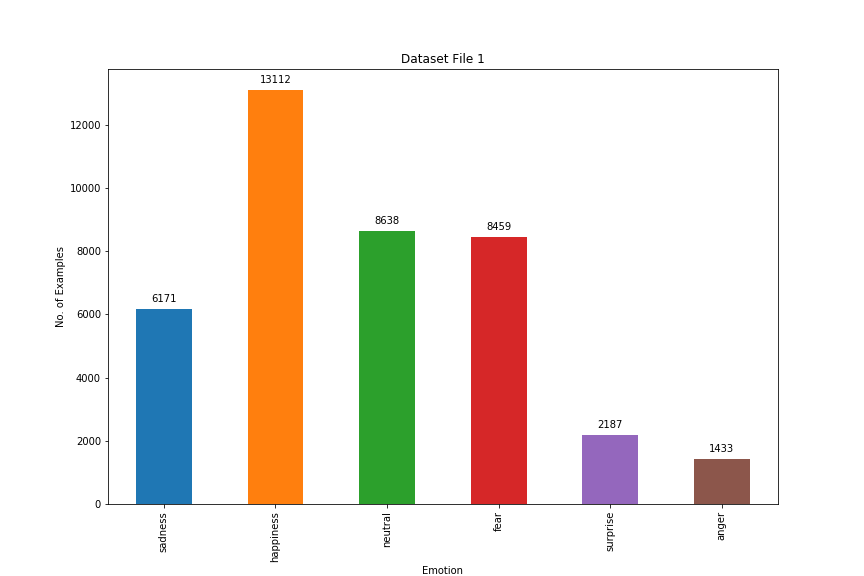 Dataset File 1
13112
12000
10000
8638
8459
8000
No. of Examples
6171
6000
4000
2187
2000
1433
0
sadness
happiness
neutral
fear
surprise
anger
Emotion